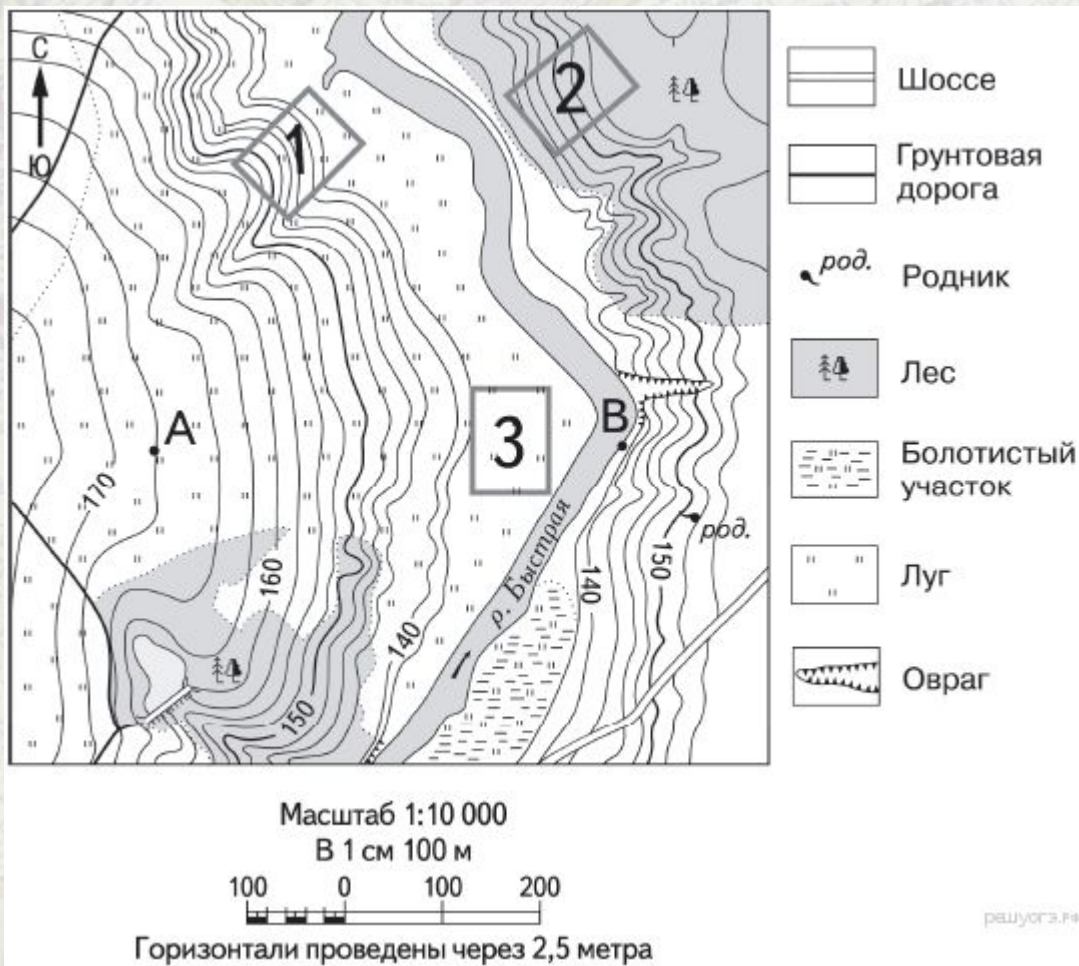 С
Ю
1
2
А
3
В
170
160
150
140
р. Быстрая
140
150
род.
Шоссе
Грунтовая
дорога
род.
Родник
Лес
Болотистый
участок
Луг
Овраг
Масштаб 1:10 000
В 1 см 100 м
100 0 100 200
Горизонтали проведены через 2,5 метра
решуогэ.рф